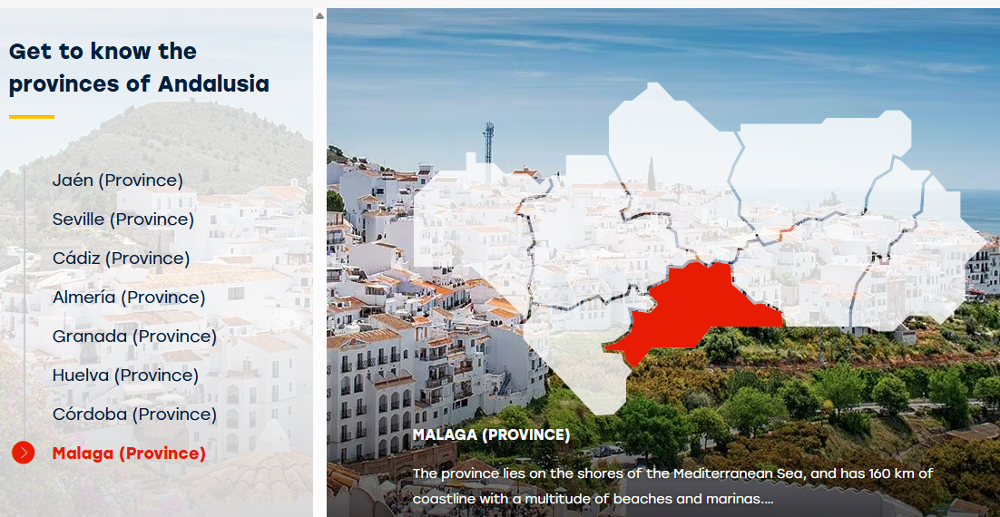 Get to know the
provinces of Andalusia
Jaén (Province)
Seville (Province)
Cádiz (Province)
Almería (Province)
Granada (Province)
Huelva (Province)
Córdoba (Province)
Malaga (Province)
MALAGA (PROVINCE)
The province lies on the shores of the Mediterranean Sea, and has 160 km of
coastline with a multitude of beaches and marinas....